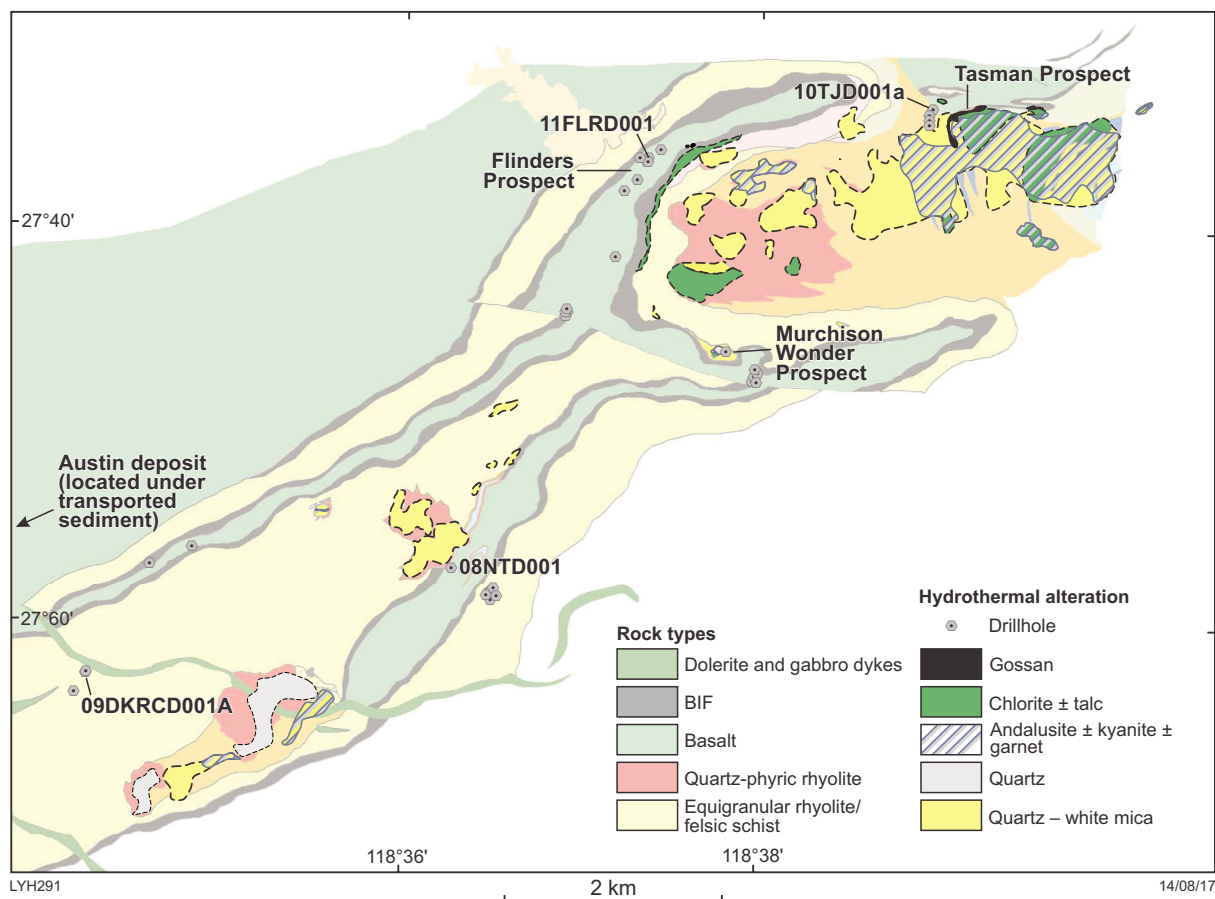 Tasman Prospect
10TJD001a
11FLRD001
Flinders
Prospect
27°40'
Murchison
Wonder
Prospect
Austin deposit
(located under
transported
sediment)
08NTD001
27°60'
09DKRCD001A
Rock types
Dolerite and gabbro dykes
BIF
Basalt
Quartz-phyric rhyolite
Equigranular rhyolite/
felsic schist
Hydrothermal alteration
Drillhole
Gossan
Chlorite ± talc
Andalusite ± kyanite ±
garnet
Quartz
Quartz – white mica
118°36'
118°38'
LYH291
2 km
14/08/17